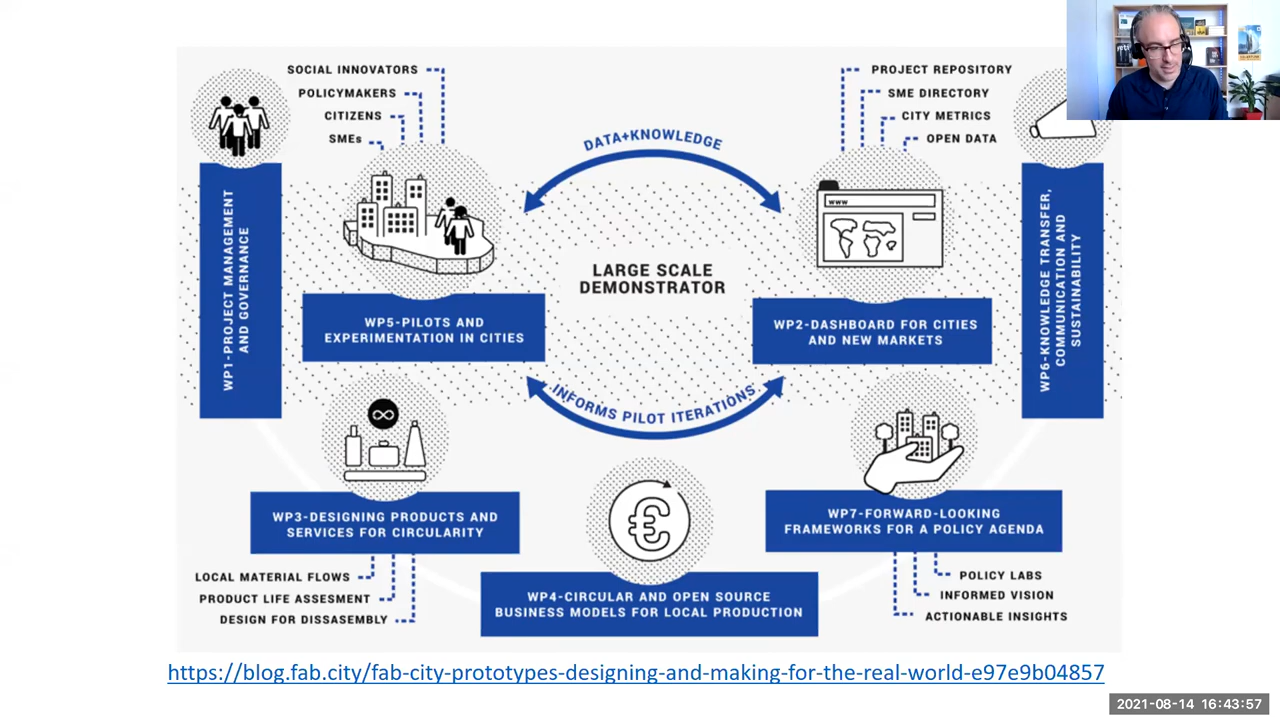 SOCIAL INNOVATORS
POLICYMAKERS
CITIZENS
SMEs
PROJECT REPOSITORY
SME DIRECTORY
CITY METRICS
OPEN DATA
DATA+KNOWLEDGE
www
WP1-PROJECT MANAGEMENT
AND GOVERNANCE
LARGE SCALE
DEMONSTRATOR
WP6-KNOWLEDGE TRANSFER,
COMMUNICATION AND
SUSTAINABILITY
WP5-PILOTS AND
EXPERIMENTATION IN CITIES
WP2-DASHBOARD FOR CITIES
AND NEW MARKETS
INFORMS PILOT ITERATIONS
WP3-DESIGNING PRODUCTS AND
SERVICES FOR CIRCULARITY
WP7-FORWARD-LOOKING
FRAMEWORKS FOR A POLICY AGENDA
LOCAL MATERIAL FLOWS
PRODUCT LIFE ASSESMENT
DESIGN FOR DISSASEMBLY
WP4-CIRCULAR AND OPEN SOURCE
BUSINESS MODELS FOR LOCAL PRODUCTION
POLICY LABS
INFORMED VISION
ACTIONABLE INSIGHTS
https://blog.fab.city/fab-city-prototypes-designing-and-making-for-the-real-world-e97e9b04857
2021-08-14 16:43:57